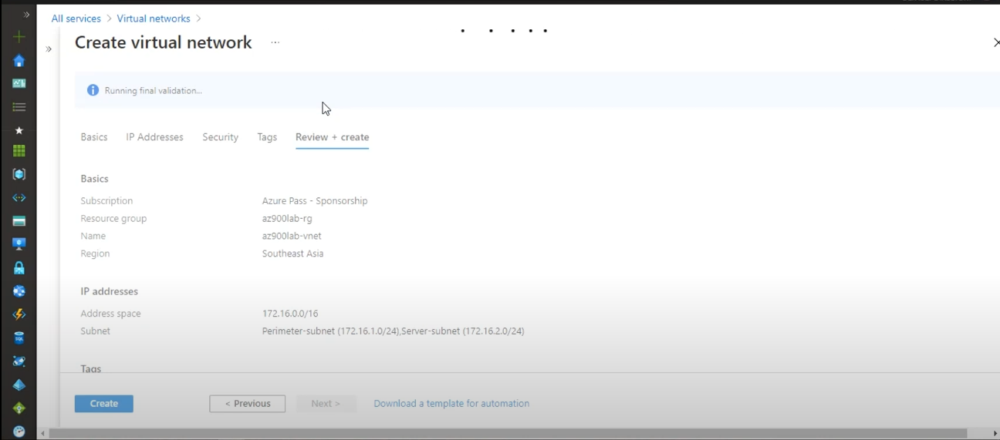 All services > Virtual networks >
Create virtual network ...
Running final validation...
Basics IP Addresses Security Tags Review + create
Basics
Subscription Azure Pass - Sponsorship
Resource group az900lab-rg
Name az900lab-vnet
Region Southeast Asia
IP addresses
Address space 172.16.0.0/16
Subnet Perimeter-subnet (172.16.1.0/24),Server-subnet (172.16.2.0/24)
Tags
Create < Previous Next > Download a template for automation